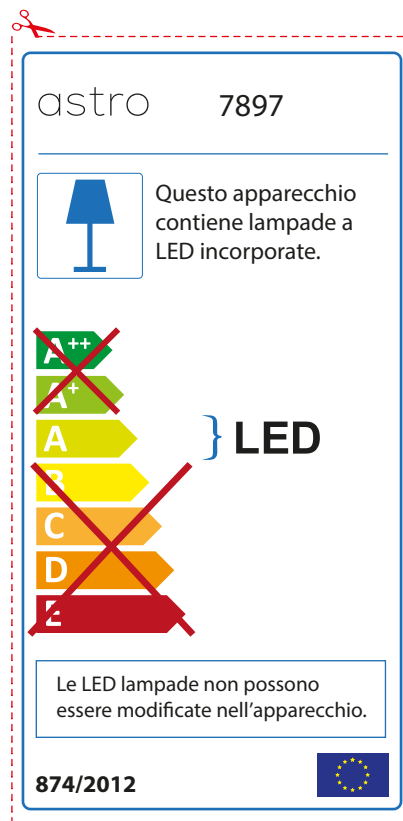 astro 7897
Questo apparecchio
contiene lampade a
LED incorporate.
A++
A+
A
B
C
D
E
} LED
Le LED lampade non possono
essere modificate nell'apparecchio.
874/2012